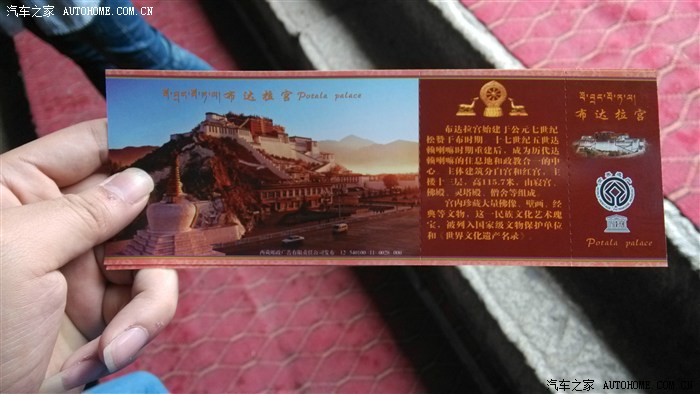 汽车之家 AUTOHOME.COM.CN
布达拉宫 Potala palace
布达拉宫始建于公元七世纪
松赞干布时期 十七世纪五世达
赖喇嘛时期重建后,成为历代达
赖喇嘛的住息地和政教合一的中
心。主体建筑分白宫和红宫,主
楼十三层,高115.7米,由寝宫、
佛殿、灵塔殿、僧舍等组成。
宫内珍藏大量佛像、壁画、经
典等文物,这一民族文化艺术瑰
宝,被列入国家级文物保护单位
和《世界文化遗产名录》
布达拉宫
Potala palace
汽车之家 AUTOHOME.COM.CN